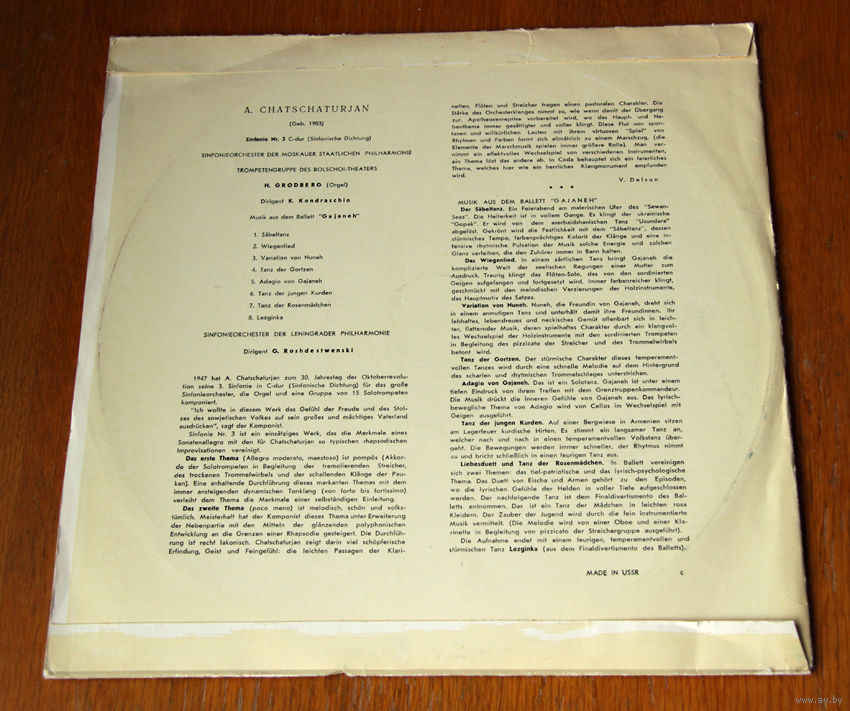 A. CHATSCHATURJAN
(Geb. 1903)
Sinfonie Nr. 3 C-dur (Sinfonische Dichtung)
SINFONIEORCHESTER DER MOSKAUER STAATLICHEN PHILHARMONIE
TROMPETENGRUPPE DES BOLSCHOI-THEATERS
H. GRODBERG (Orgel)
Dirigent K. Kondraschin
Musik aus dem Ballett "Gajaneh"
1. Säbeltanz
2. Wiegenlied
3. Variation von Nuneh
4. Tanz der Gortzen
5. Adagio von Gajaneh
6. Tanz der jungen Kurden
7. Tanz der Rosenmädchen
8. Lezginka
SINFONIEORCHESTER DER LENINGRADER PHILHARMONIE
Dirigent G. Roshdestwenski
1947 hat A. Chatschaturjan zum 30. Jahrestag der Oktoberrevolu-
tion seine 3. Sinfonie in C-dur (Sinfonische Dichtung) für das große
Sinfonieorchester, die Orgel und eine Gruppe von 15 Solotrompeten
komponiert.
"Ich wollte in diesem Werk das Gefühl der Freude und des Stol-
zes des sowjetischen Volkes auf sein großes und mächtiges Vaterland
ausdrücken", sagt der Komponist.
Sinfonie Nr. 3 ist ein einsätziges Werk, das die Merkmale eines
Sonatenallegro mit den für Chatschaturjan so typischen rhapsodischen
Improvisationen vereinigt.
Das erste Thema (Allegro moderato, maestoso) ist pompös (Akkor-
de der Solotrompeten in Begleitung der tremolierenden Streicher,
des trockenen Trommelwirbels und der schallenden Klänge der Pau-
ken). Eine anhaltende Durchführung dieses markanten Themas mit dem
immer ansteigenden dynamischen Tonklang (von forto bis fortissimo)
verleiht dem Thema die Merkmale einer selbständigen Einleitung.
Das zweite Thema (poco meno) ist melodisch, schön und volks-
tümlich. Meisterhaft hat der Komponist dieses Thema unter Erweiterung
der Nebenpartie mit den Mitteln der glänzenden polyphonischen
Entwicklung an die Grenzen einer Rhapsodie gesteigert. Die Durchfüh-
rung ist recht lakonisch. Chatschaturjan zeigt darin viel schöpferische
Erfindung, Geist und Feingefühl: die leichten Passagen der Klari-
netten, Flöten und Streicher tragen einen pastoralen Charakter. Die
Stärke des Orchesterklanges nimmt zu, wie wenn damit der Übergang
zur Apotheosenreprise vorbereitet wird, wo das Haupt- und Ne-
benthema immer gesättigter und voller klingt. Diese Flut von spon-
tanen und willkürlichen Lauten mit ihrem virtuosen "Spiel" von
Rhytmen und Farben formt sich allmählich zu einem Marschzug, (die
Elemente der Marschmusik spielen immer größere Rolle). Man ver-
nimmt ein effektvolles Wechselspiel von verschiedenen Instrumenten,
ein Thema löst das andere ab. In Coda behauptet sich ein feierliches
Thema, welches hier wie ein herrliches Klangmonument empfunden
wird.
V. Delson
* * *
MUSIK AUS DEM BALLETT "GAJANEH"
Der Säbeltanz. Ein Feierabend am malerischen Ufer des "Sewan-
Sees". Die Heiterkeit ist in vollem Gange. Es klingt der ukrainische
"Gopak". Er wird von dem aserbaidshanischen Tanz "Usundara"
abgelöst. Gekrönt wird die Festlichkeit mit dem "Säbeltanz", dessen
stürmisches Tempo, farbenprächtiges Kolorit der Klänge und eine in-
tensive rhytmische Pulsation der Musik solche Energie und solchen
Glanz verleihen, die den Zuhörer immer in Bann halten.
Das Wiegenlied. In einem zärtlichen Tanz bringt Gajaneh die
komplizierte Welt der seelischen Regungen einer Mutter zum
Ausdruck. Traurig klingt das Flöten-Solo, das von den sordinierten
Geigen aufgefangen und fortgesetzt wird. Immer farbenreicher klingt,
geschmückt mit den melodischen Verzierungen der Holzinstrumente,
das Hauptmotiv des Satzes.
Variation von Nuneh. Nuneh, die Freundin von Gajaneh, dreht sich
in einem anmutigen Tanz und unterhält damit ihre Freundinnen. Ihr
lebhaftes, lebensfreues und neckisches Gemüt offenbart sich in leich-
ter, flatternder Musik, deren spielhaftes Charakter durch ein klangvol-
les Wechselspiel der Holzinstrumente mit den sordinierten Trompeten
in Begleitung des pizzicato der Streicher und des Trommelwirbels
betont wird.
Tanz der Gortzen. Der stürmische Charakter dieses temperament-
vollen Tanzes wird durch eine schnelle Melodie auf dem Hintergrund
des scharlen und rhytmischen Trommelschlages unterstrichen.
Adagio von Gajaneh. Das ist ein Solotanz. Gajaneh ist unter einem
tiefen Eindruck von ihrem Treffen mit dem Grenztruppenkommandeur.
Die Musik drückt die inneren Gefühle von Gajaneh aus. Das lyrisch-
bewegliche Thema von Adagio wird von Cellos im Wechselspiel mit
Geigen ausgeführt.
Tanz der jungen Kurden. Auf einer Bergwiese in Armenien sitzen
am Lagerfeuer kurdische Hirten. Es stimmt ein langsamer Tanz an,
welcher nach und nach in einen temperamentvollen Volkstanz über-
geht. Die Bewegungen werden immer schneller, der Rhytmus nimmt
zu und bricht schließlich in einen feurigen Tanz aus.
Liebesduett und Tanz der Rosenmädchen. In Ballett vereinigen
sich zwei Themen: das tief-patriotische und das lyrisch-psychologische
Thema. Das Duett von Eischa und Armen gehört zu den Episoden,
wo die lyrischen Gefühle der Helden in voller Tiefe aufgeschlossen
werden. Der nachfolgende Tanz ist dem Finaldivertismento des Bal-
letts entnommen. Das ist ein Tanz der Mädchen in leichten rose
Kleidern. Der Zauber der Jugend wird durch die fein instrumentierte
Musik vermittelt. (Die Melodie wird von einer Oboe und einer Kla-
rinette in Begleitung von pizzicato der Streichergruppe ausgeführt).
Die Aufnahme endet mit einem feurigen, temperamentvollen und
stürmischen Tanz Lezginka (aus dem Finaldivertismento des Balletts).
MADE IN USSR c
www.ay.by